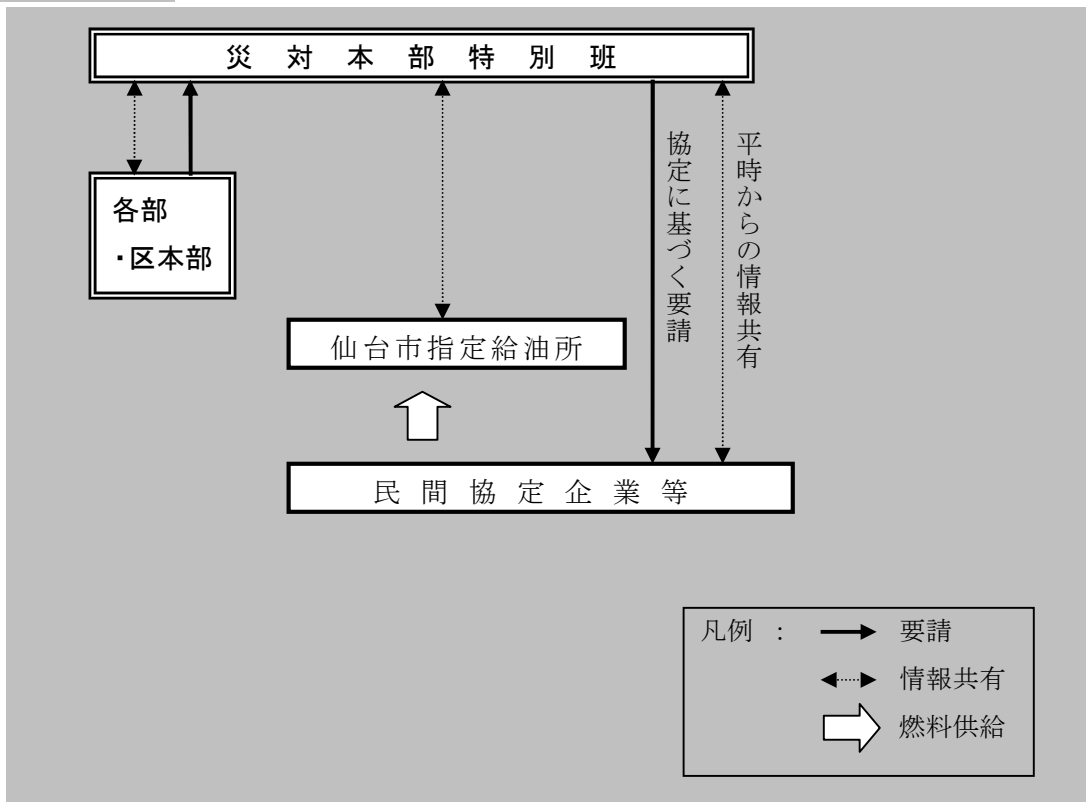 災対本部特別班
各部
・区本部
協定に基づく要請
平時からの情報共有
仙台市指定給油所
民間協定企業等
凡例 : 要請
情報共有
燃料供給